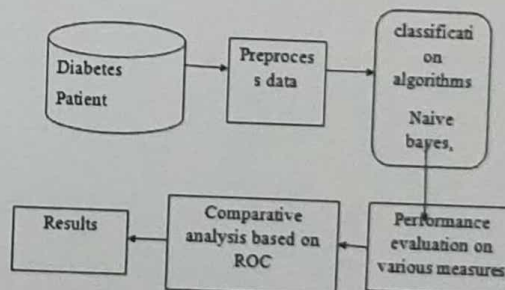 Diabetes
Patient
Preproces
s data
classificati
on
algorithms
Naive
bayes,
Performance
evaluation on
various measures
Comparative
analysis based on
ROC
Results